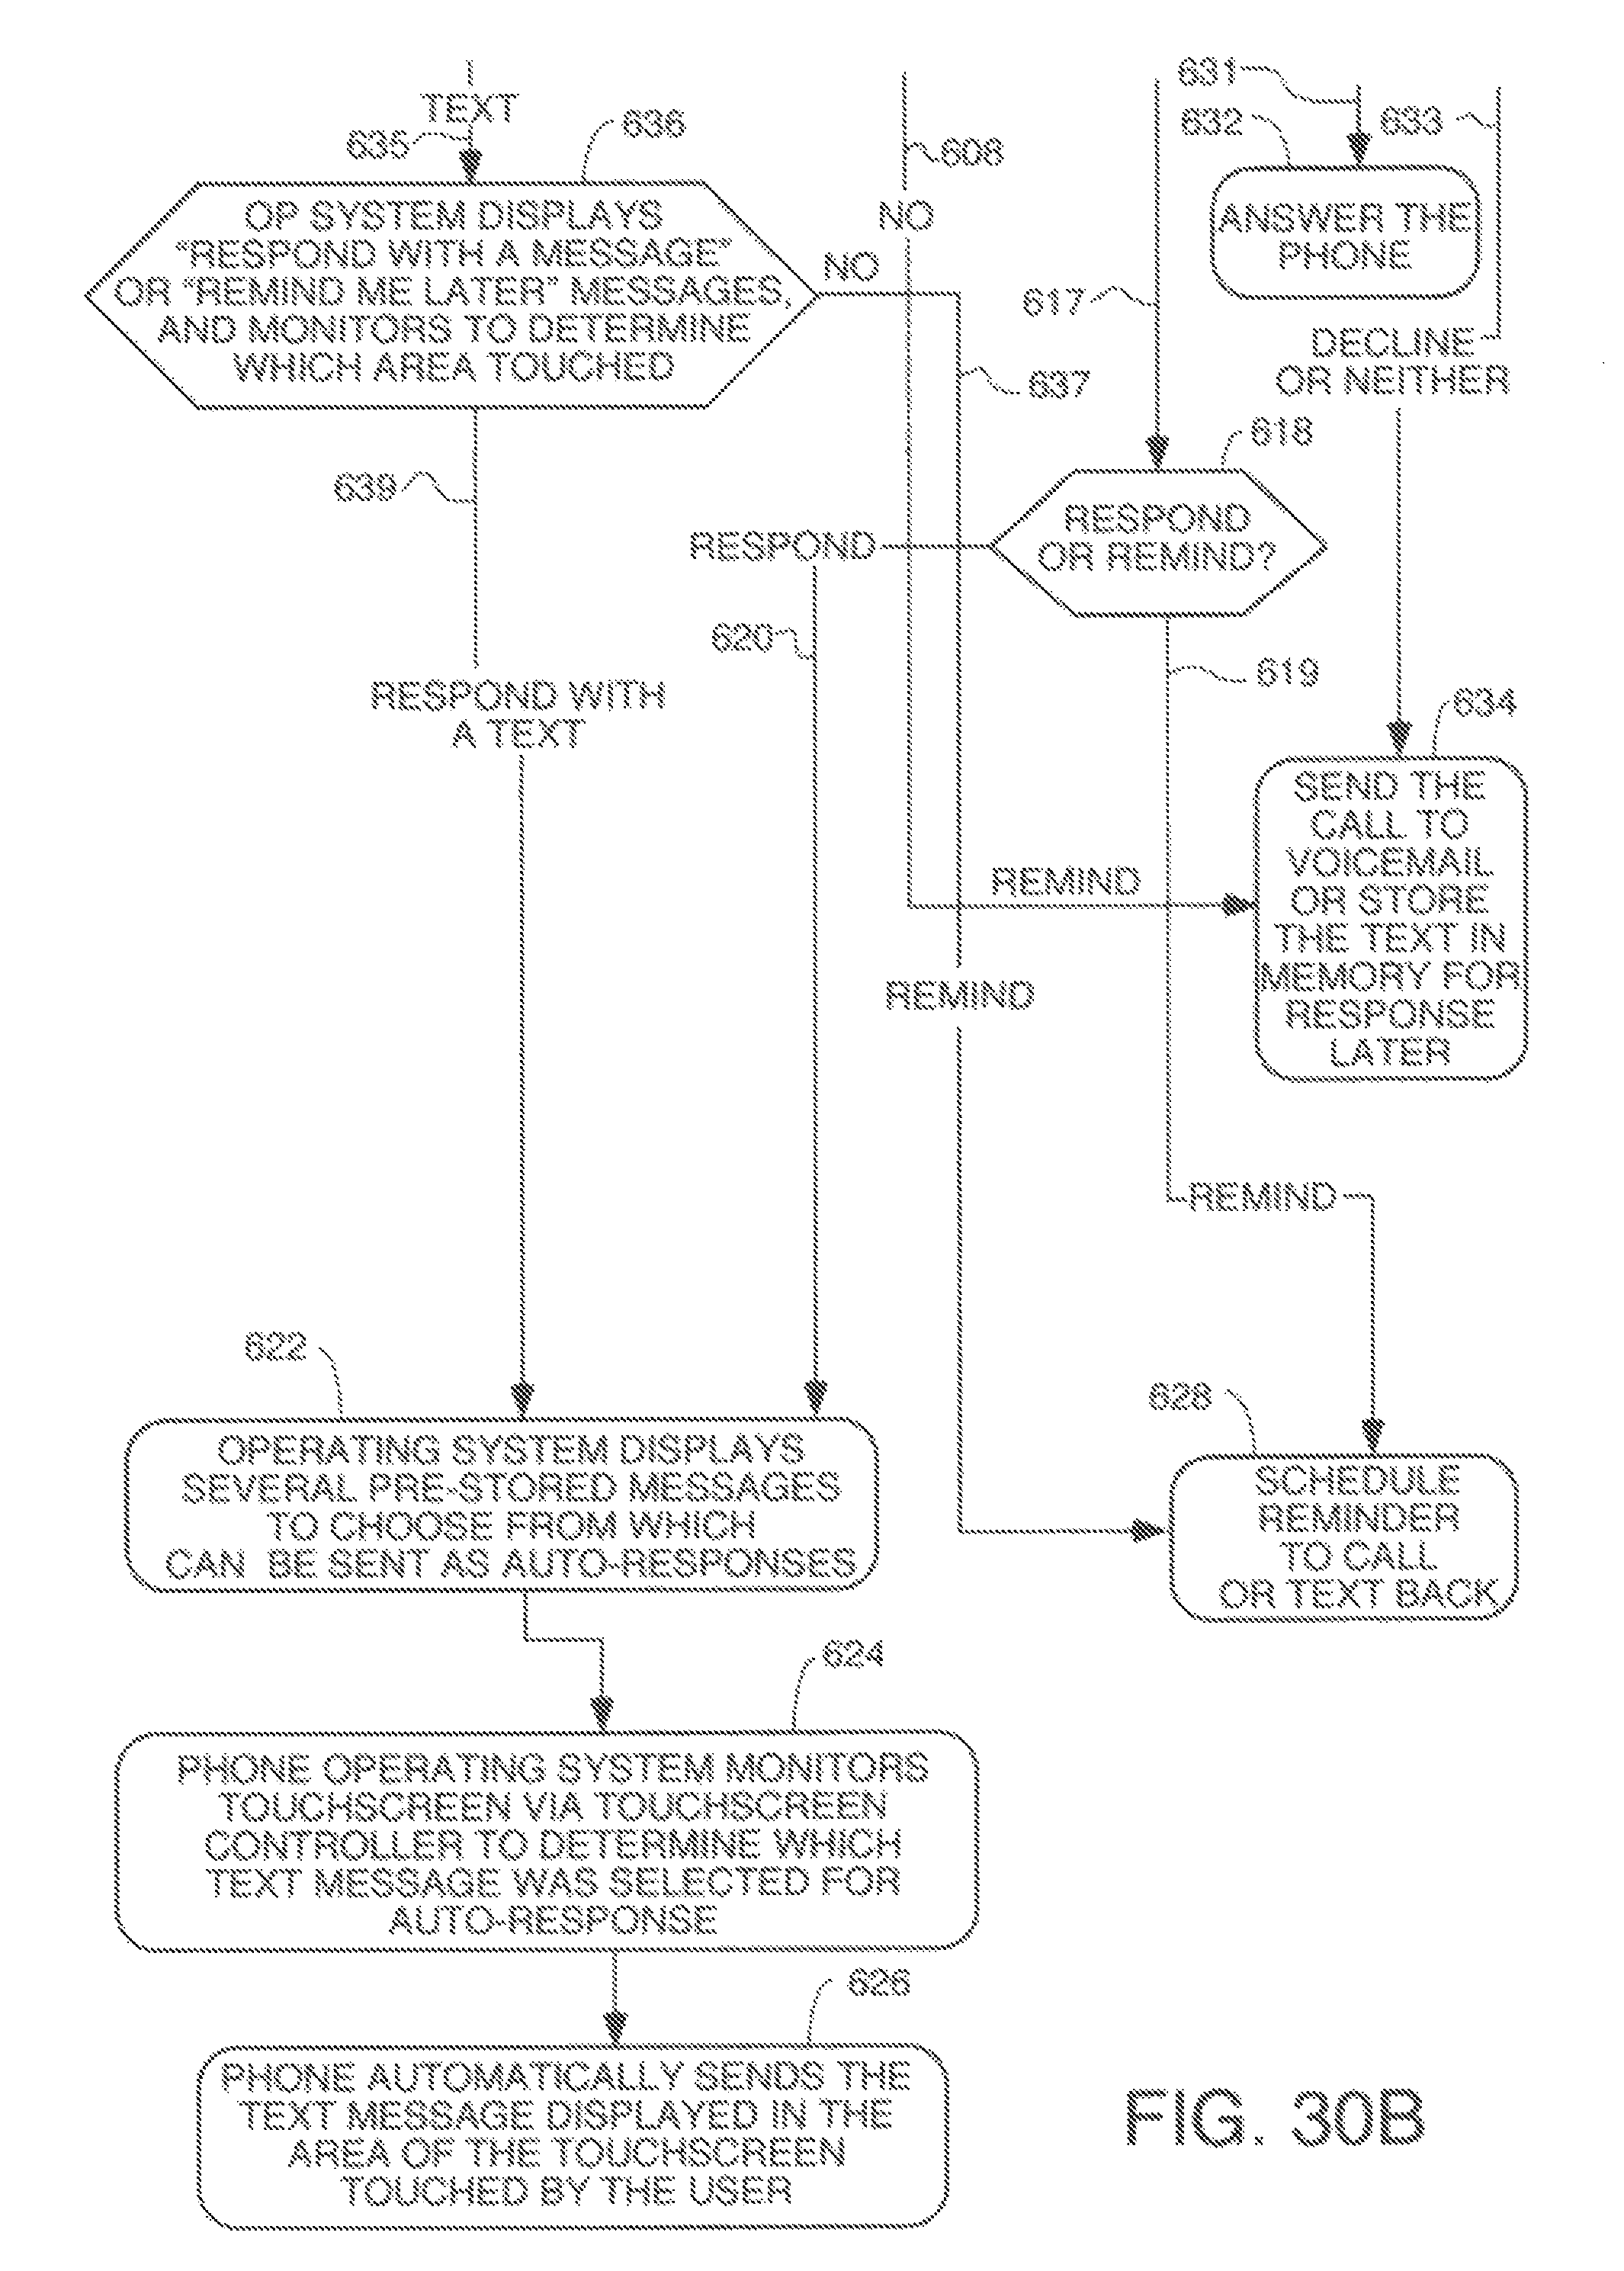 TEXT
635
636
OP SYSTEM DISPLAYS
“RESPOND WITH A MESSAGE”
OR “REMIND ME LATER” MESSAGES,
AND MONITORS TO DETERMINE
WHICH AREA TOUCHED
NO
608
NO
631
632
633
ANSWER THE
PHONE
DECLINE
OR NEITHER
617
637
618
RESPOND
OR REMIND?
639
RESPOND
620
619
RESPOND WITH
A TEXT
634
SEND THE
CALL TO
VOICEMAIL
OR STORE
THE TEXT IN
MEMORY FOR
RESPONSE
LATER
REMIND
REMIND
REMIND
622
OPERATING SYSTEM DISPLAYS
SEVERAL PRE-STORED MESSAGES
TO CHOOSE FROM WHICH
CAN BE SENT AS AUTO-RESPONSES
628
SCHEDULE
REMINDER
TO CALL
OR TEXT BACK
624
PHONE OPERATING SYSTEM MONITORS
TOUCHSCREEN VIA TOUCHSCREEN
CONTROLLER TO DETERMINE WHICH
TEXT MESSAGE WAS SELECTED FOR
AUTO-RESPONSE
626
PHONE AUTOMATICALLY SENDS THE
TEXT MESSAGE DISPLAYED IN THE
AREA OF THE TOUCHSCREEN
TOUCHED BY THE USER
FIG. 30B